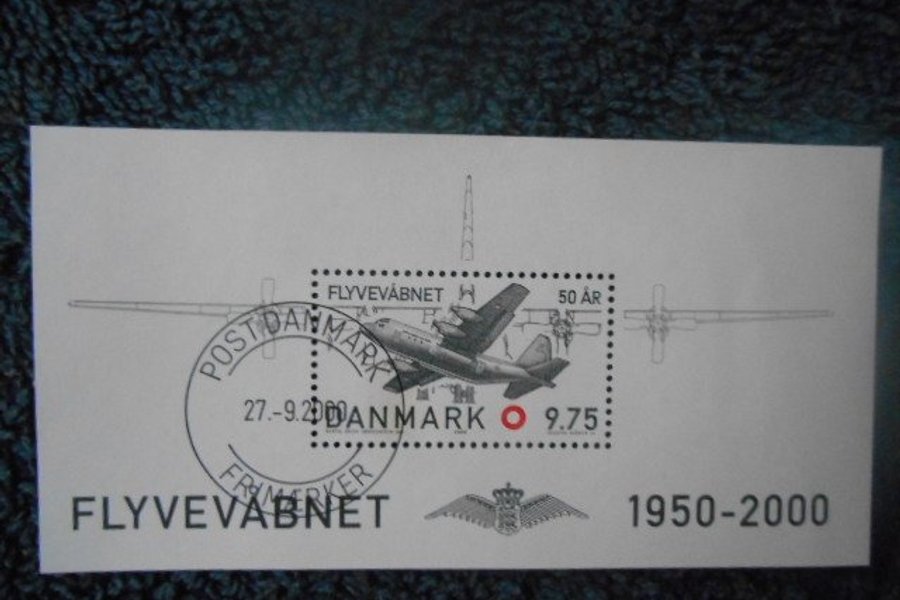 FLYVEVÅBNET 50 ÅR
POST DANMARK
27.-9.2000
FRIMÆRKER
DANMARK 9.75
FLYVEVÅBNET 1950-2000